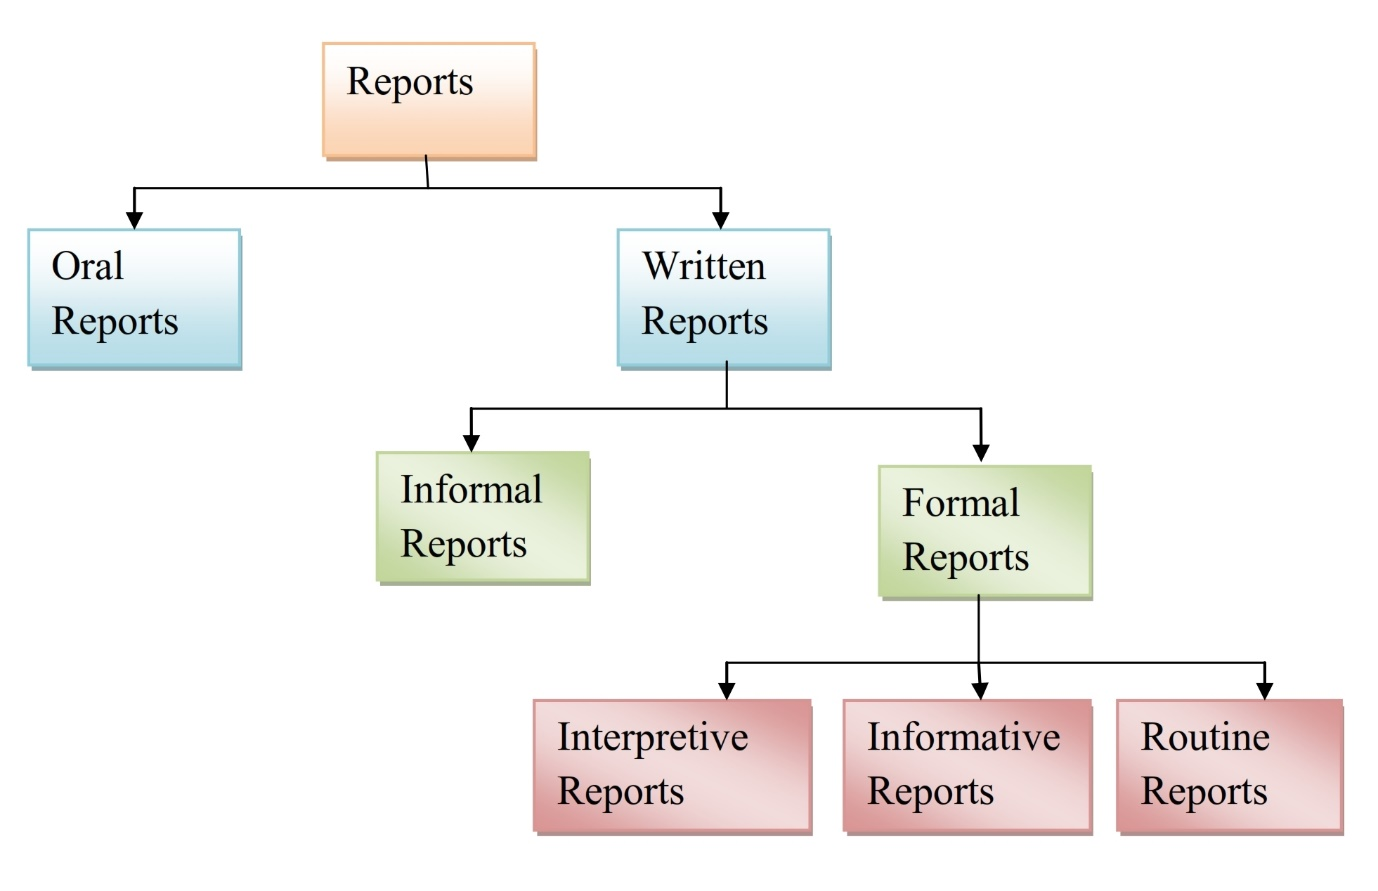 Reports
Oral
Reports
Written
Reports
Informal
Reports
Formal
Reports
Interpretive
Reports
Informative
Reports
Routine
Reports